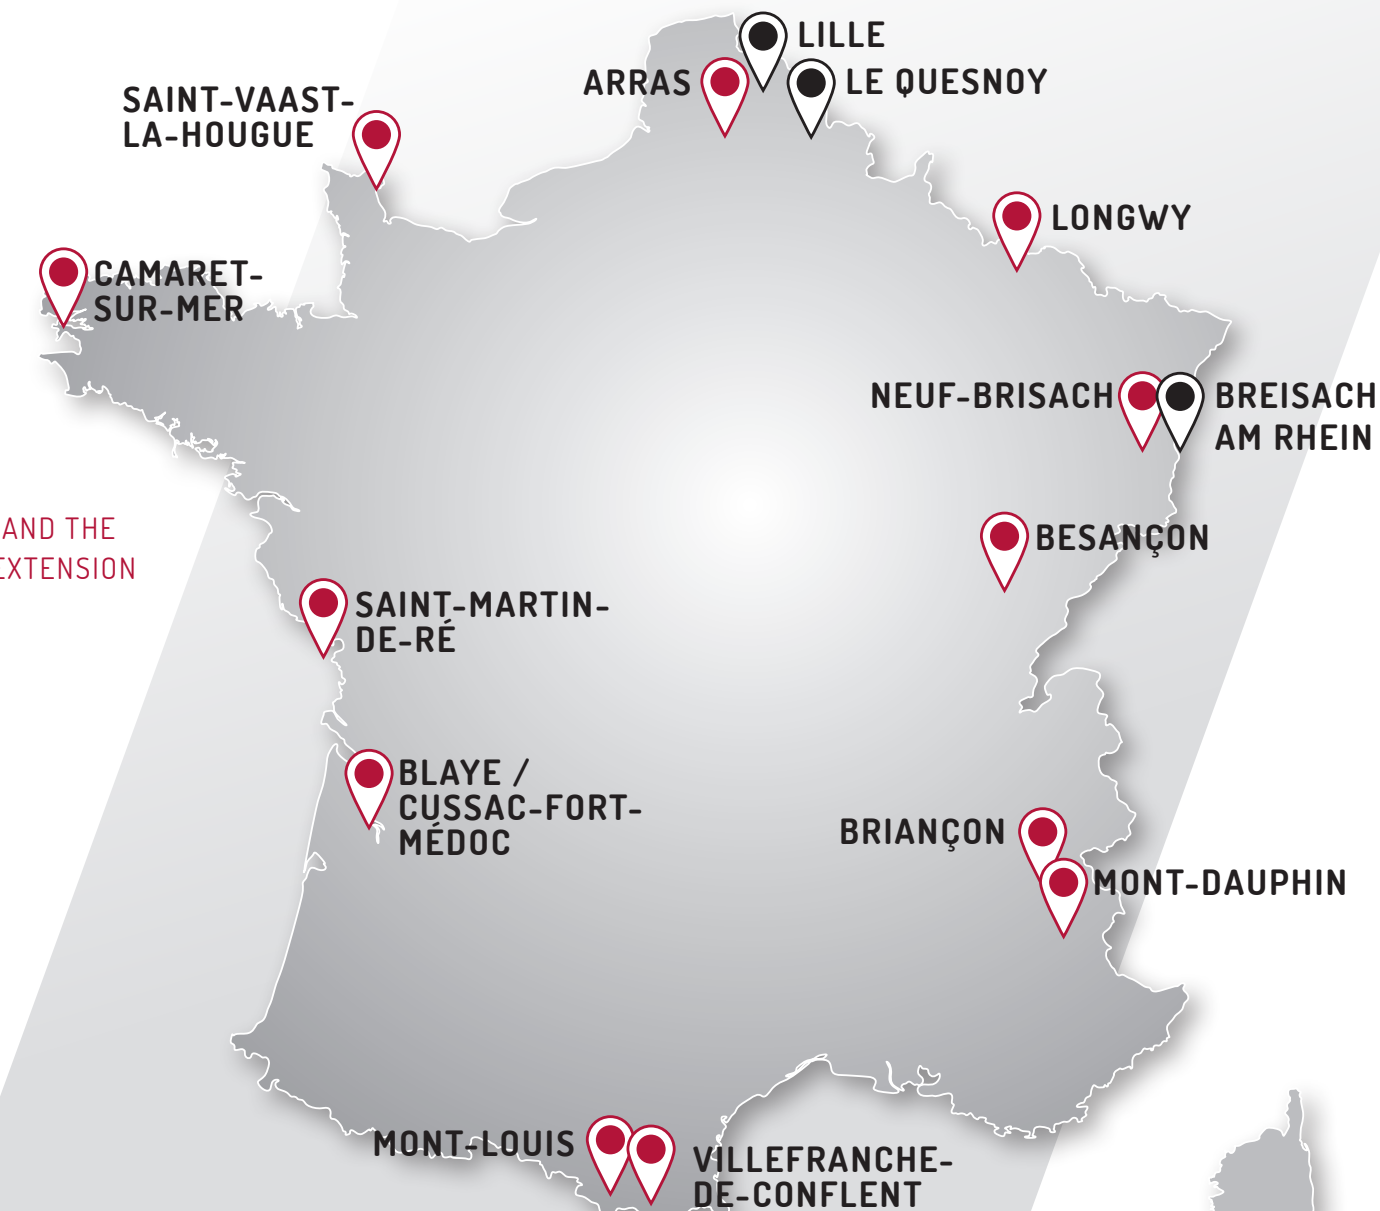 LILLE
ARRAS
LE QUESNOY
SAINT-VAAST-
LA-HOUGUE
LONGWY
CAMARET-
SUR-MER
NEUF-BRISACH
BREISACH
AM RHEIN
AND THE
EXTENSION
BESANÇON
SAINT-MARTIN-
DE-RÉ
BLAYE /
CUSSAC-FORT-
MÉDOC
BRIANÇON
MONT-DAUPHIN
MONT-LOUIS
VILLEFRANCHE-
DE-CONFLENT